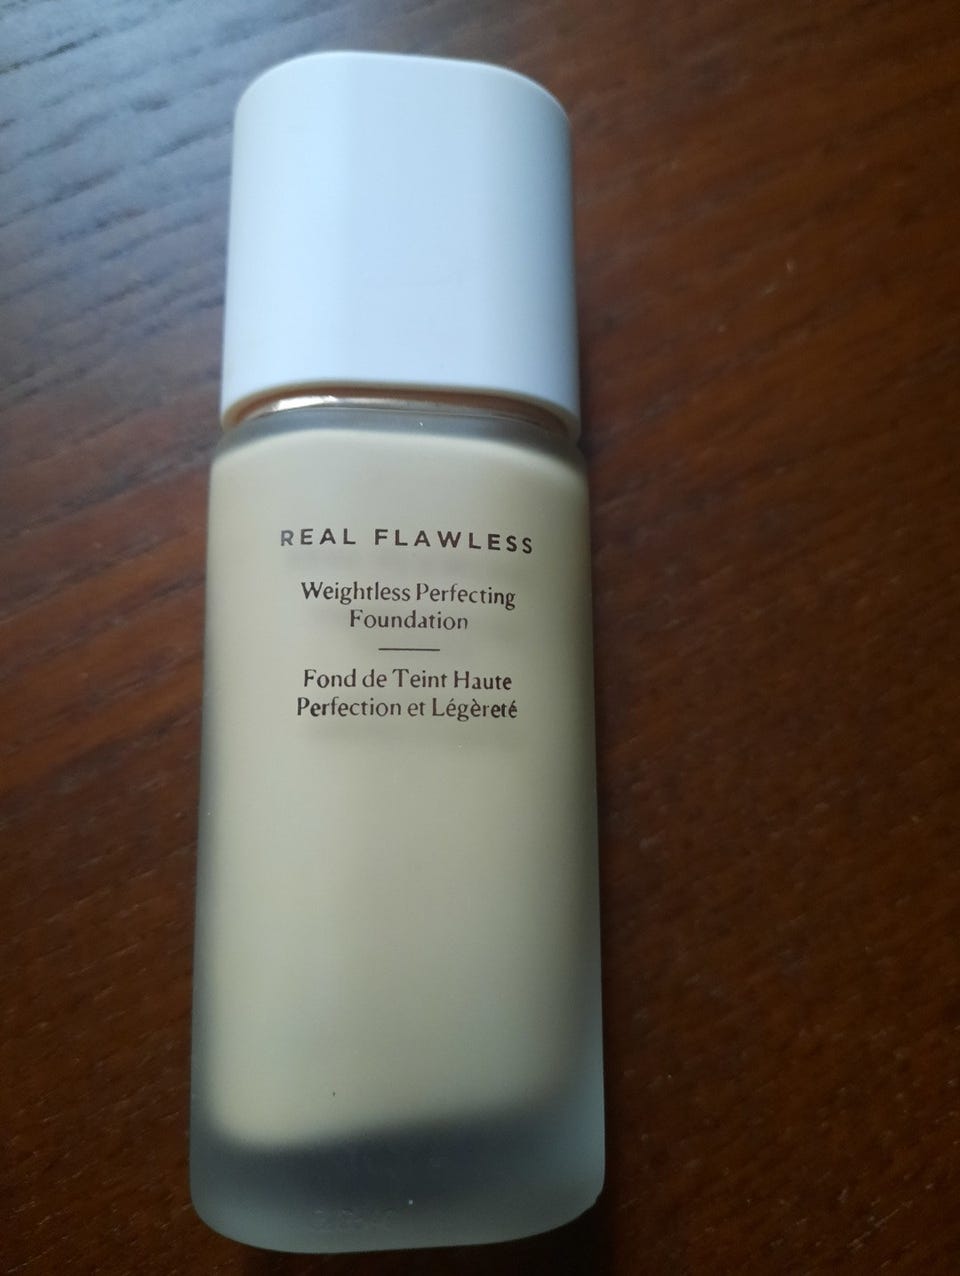 REAL FLAWLESS
Weightless Perfecting
Foundation
Fond de Teint Haute
Perfection et Légèreté